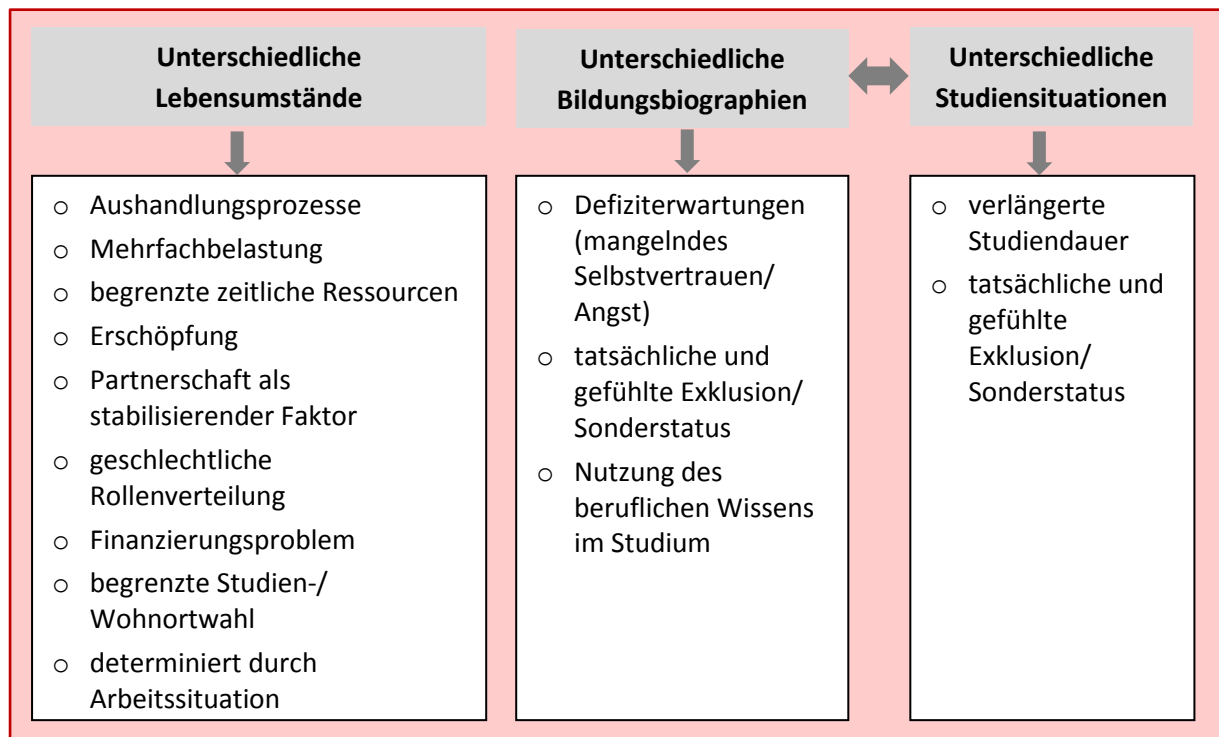 Unterschiedliche
Lebensumstände
Unterschiedliche
Bildungsbiographien
Unterschiedliche
Studiensituationen
o Aushandlungsprozesse
o Mehrfachbelastung
o begrenzte zeitliche Ressourcen
o Erschöpfung
o Partnerschaft als
stabilisierender Faktor
o geschlechtliche
Rollenverteilung
o Finanzierungsproblem
o begrenzte Studien-/
Wohnortwahl
o determiniert durch
Arbeitssituation
o Defiziterwartungen
(mangelndes
Selbstvertrauen/
Angst)
o tatsächliche und
gefühlte Exklusion/
Sonderstatus
o Nutzung des
beruflichen Wissens
im Studium
o verlängerte
Studiendauer
o tatsächliche und
gefühlte
Exklusion/
Sonderstatus